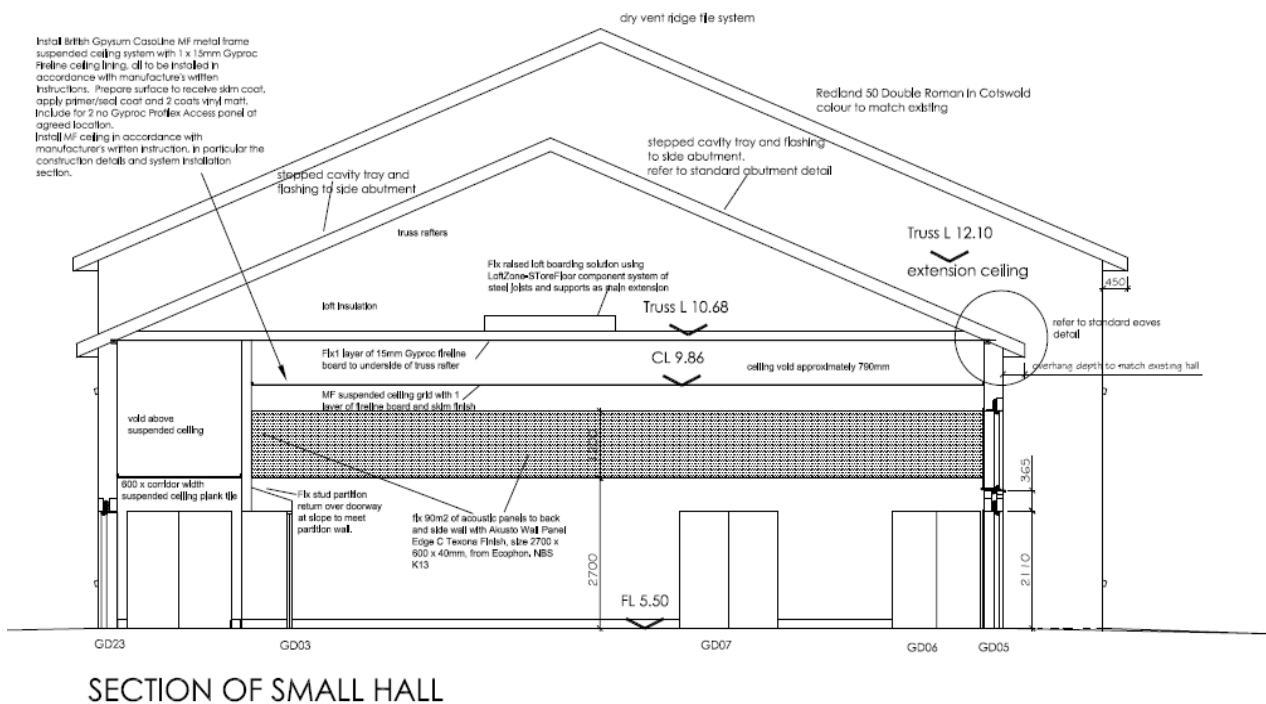 dry vent ridge tile system
Install British Gpysum CasoLine MF metal frame
suspended ceiling system with 1 x 15mm Gyproc
Fireline ceiling lining, all to be installed in
accordance with manufacture's written
instructions. Prepare surface to receive skim coat,
apply primer/seal coat and 2 coats vinyl matt.
Include for 2 no Gyproc Profilex Access panel at
agreed location.
Install MF ceiling in accordance with
manufacturer's written instruction, in particular the
construction details and system installation
section.
Redland 50 Double Roman in Cotswold
colour to match existing
stepped cavity tray and flashing
to side abutment.
refer to standard abutment detail
stepped cavity tray and
flashing to side abutment
truss rafters
Truss L 12.10
extension ceiling
Fix raised loft boarding solution using
LoftZone-SToreFloor component system of
steel joists and supports as main extension
450
loft insulation
Truss L 10.68
refer to standard eaves
detail
Fix1 layer of 15mm Gyproc fireline
board to underside of truss rafter
CL 9.86
ceiling void approximately 790mm
overhang depth to match existing hall
MF suspended ceiling grid with 1
layer of fireline board and skim finish
void above
suspended ceiling
365
600 x corridor width
suspended ceiling plank tile
Fix stud partition
return over doorway
at slope to meet
partition wall.
fix 90m2 of acoustic panels to back
and side wall with Akusto Wall Panel
Edge C Texona Finish, size 2700 x
600 x 40mm, from Ecophon. NBS
K13
2700
2110
FL 5.50
GD23
GD03
GD07
GD06
GD05
SECTION OF SMALL HALL